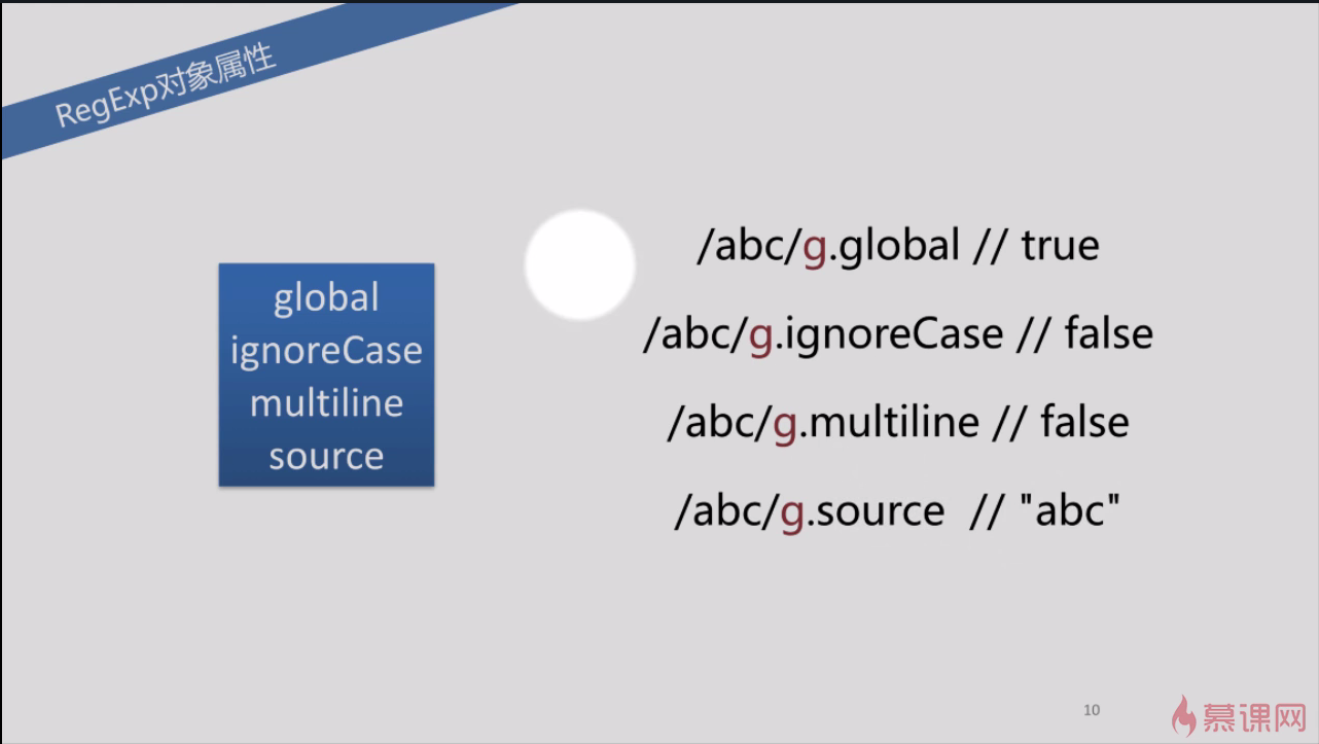 RegExp对象属性
global
ignoreCase
multiline
source
/abc/g.global // true
/abc/g.ignoreCase // false
/abc/g.multiline // false
/abc/g.source // "abc"
10
慕课网